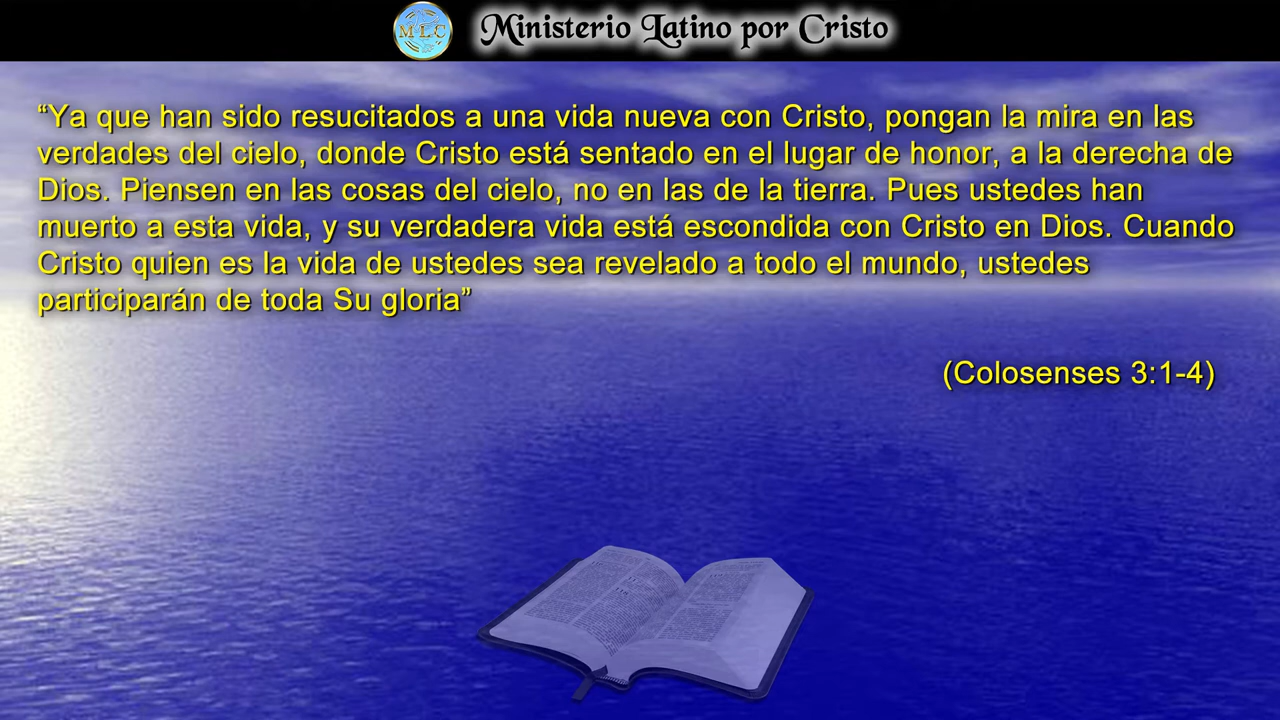 MLC
Ministerio Latino por Cristo
“Ya que han sido resucitados a una vida nueva con Cristo, pongan la mira en las
verdades del cielo, donde Cristo está sentado en el lugar de honor, a la derecha de
Dios. Piensen en las cosas del cielo, no en las de la tierra. Pues ustedes han
muerto a esta vida, y su verdadera vida está escondida con Cristo en Dios. Cuando
Cristo quien es la vida de ustedes sea revelado a todo el mundo, ustedes
participarán de toda Su gloria”
(Colosenses 3:1-4)